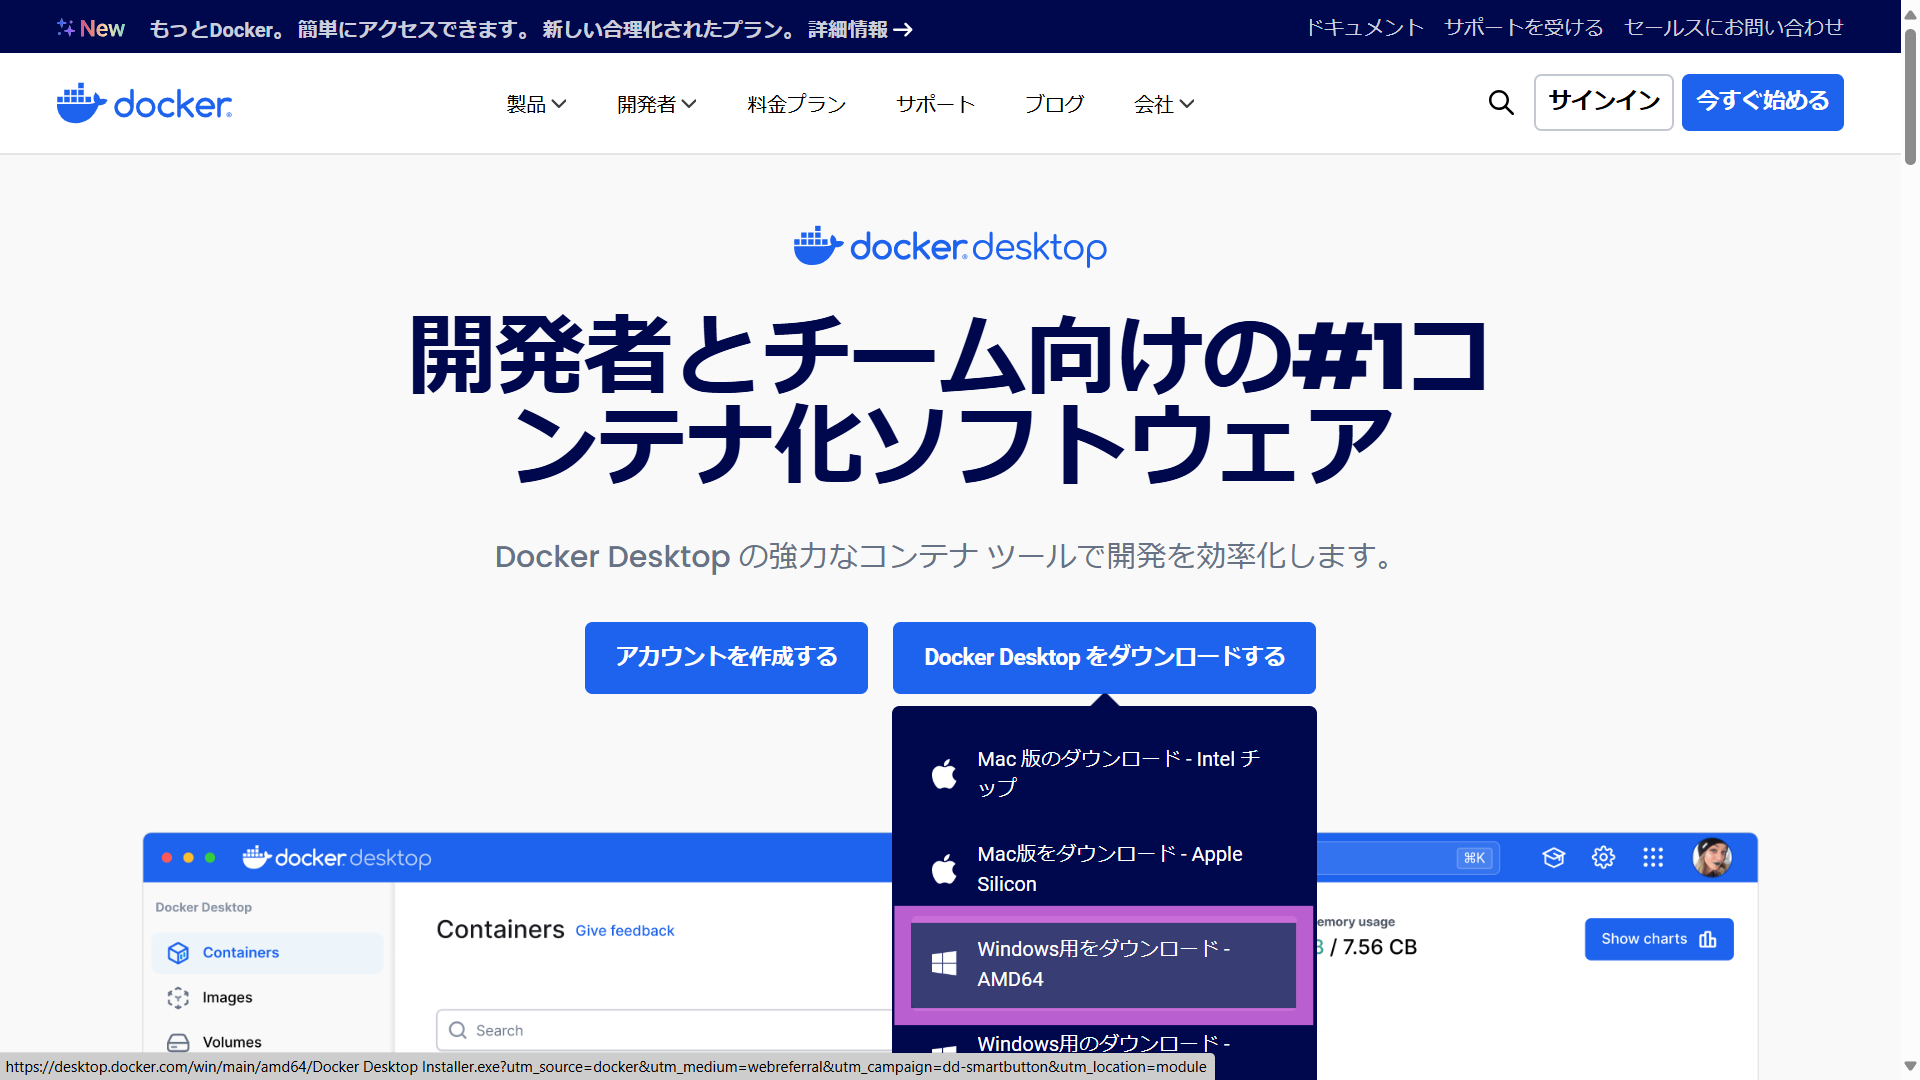 New もっとDocker。 簡単にアクセスできます。 新しい合理化されたプラン。 詳細情報→
ドキュメント サポートを受ける セールスにお問い合わせ
docker 製品 開発者 料金プラン サポート ブログ 会社 サインイン 今すぐ始める
docker desktop
開発者とチーム向けの#1コ
ンテナ化ソフトウェア
Docker Desktop の強力なコンテナ ツールで開発を効率化します。
アカウントを作成する
Docker Desktop をダウンロードする
Mac 版のダウンロード - Intel チ
ップ
Mac版をダウンロード - Apple
Silicon
Windows用をダウンロード -
AMD64
Windows用のダウンロード -
docker desktop
⌘K
Docker Desktop
Containers
Images
Volumes
Containers Give feedback
Search
emory usage
/ 7.56 CB
Show charts
https://desktop.docker.com/win/main/amd64/Docker Desktop Installer.exe?utm_source=docker&utm_medium=webreferral&utm_campaign=dd-smartbutton&utm_location=module